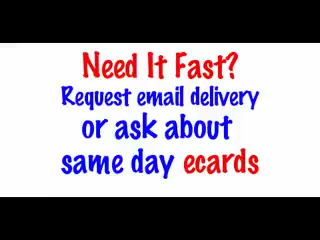 Need It Fast?
Request email delivery
or ask about
same day ecards